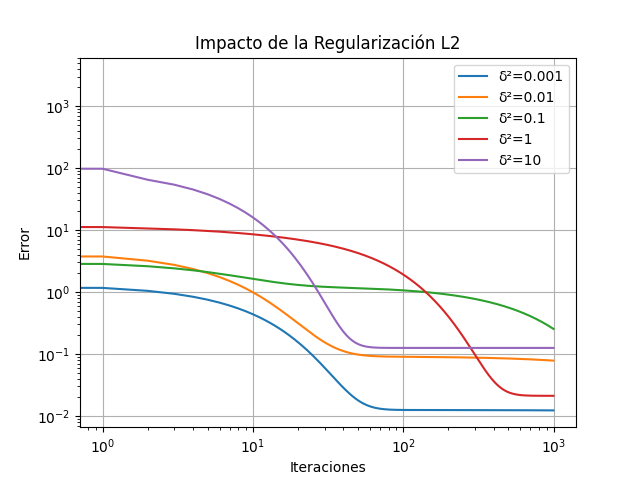 Impacto de la Regularización L2
Error
10³
10²
10¹
10⁰
10⁻¹
10⁻²
δ²=0.001
δ²=0.01
δ²=0.1
δ²=1
δ²=10
10⁰ 10¹ 10² 10³
Iteraciones